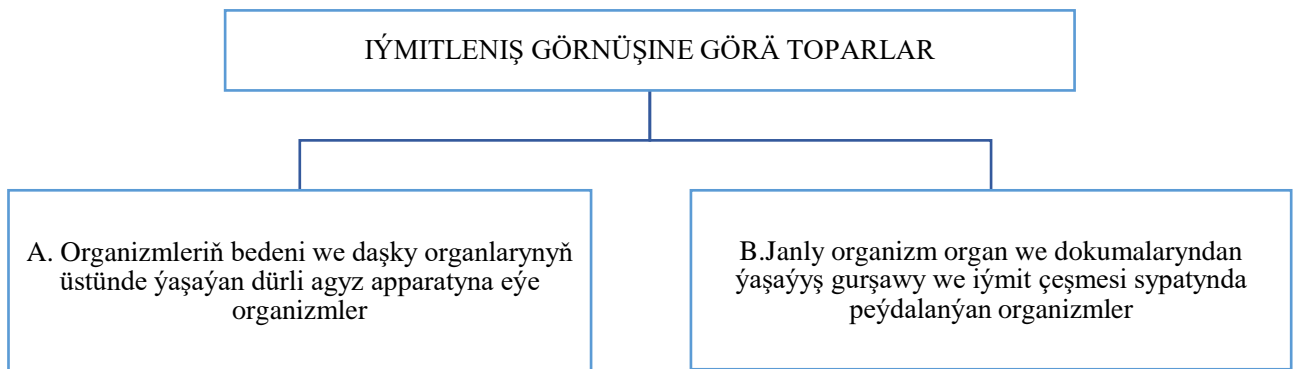 IÝMITLENIŞ GÖRNÜŞINE GÖRÄ TOPARLAR
A. Organizmleriň bedeni we daşky organlarynyň
üstünde ýaşaýan dürli agyz apparatyna eýe
organizmler
B.Janly organizm organ we dokumalaryndan
ýaşaýyş gurşawy we iýmit çeşmesi sypatynda
peýdalanýan organizmler